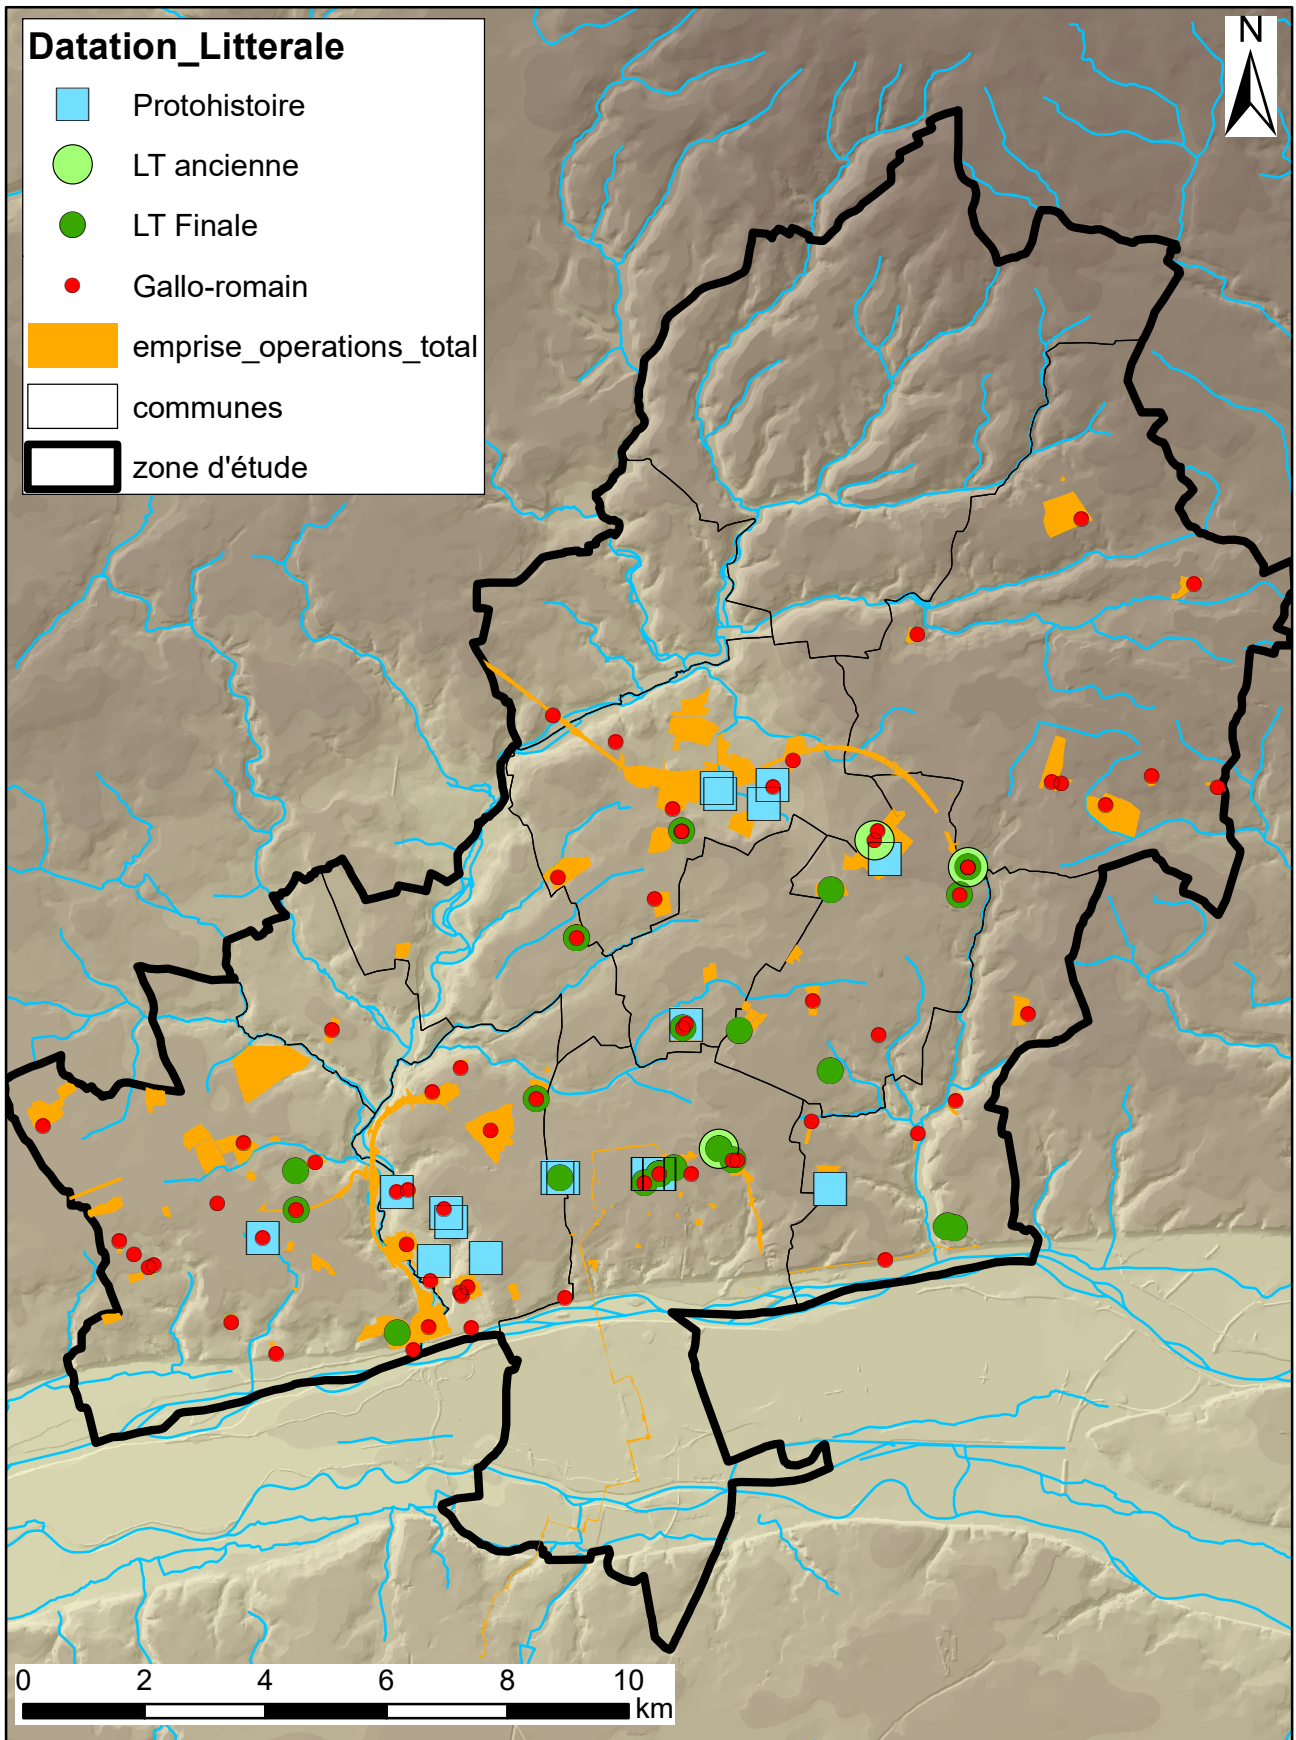 N
Datation_Litterale
Protohistoire
LT ancienne
LT Finale
Gallo-romain
emprise_operations_total
communes
zone d'étude
0 2 4 6 8 10
km